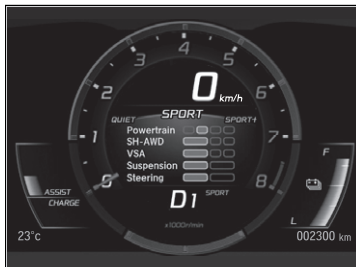 4
3
5
2
0
km/h
6
SPORT
QUIET
SPORT+
Powertrain
1
SH-AWD
7
VSA
F
Suspension
Steering
0
8
ASSIST
CHARGE
D1
SPORT
L
x1000r/min
23°c
002300 km